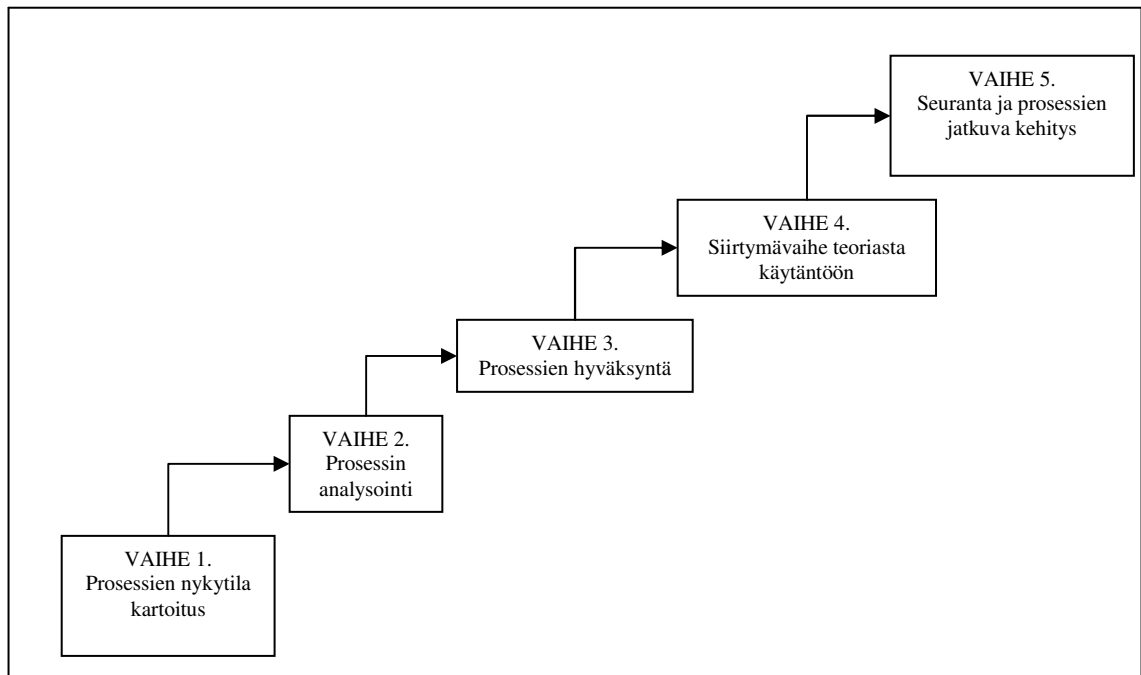 VAIHE 5.
Seuranta ja prosessien
jatkuva kehitys
VAIHE 4.
Siirtymävaihe teoriasta
käytäntöön
VAIHE 3.
Prosessien hyväksyntä
VAIHE 2.
Prosessin
analysointi
VAIHE 1.
Prosessien nykytila
kartoitus